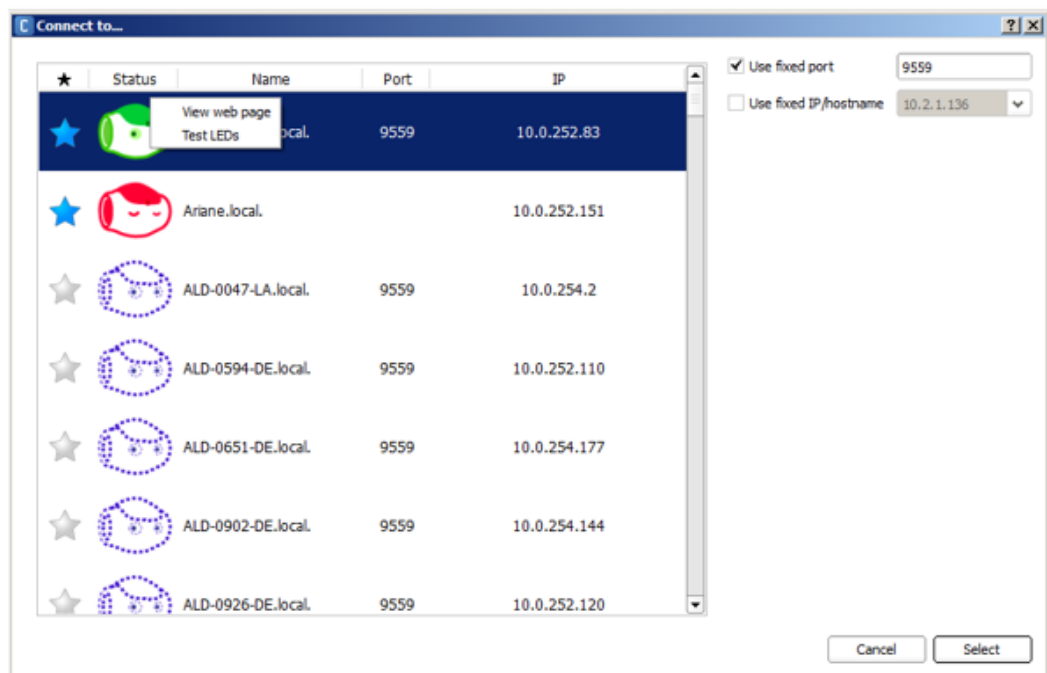 C Connect to...
★ Status Name Port IP
View web page
Test LEDs
ocal. 9559 10.0.252.83
Ariane.local. 10.0.252.151
ALD-0047-LA.local. 9559 10.0.254.2
ALD-0594-DE.local. 9559 10.0.252.110
ALD-0651-DE.local. 9559 10.0.254.177
ALD-0902-DE.local. 9559 10.0.254.144
ALD-0926-DE.local. 9559 10.0.252.120
Use fixed port 9559
Use fixed IP/hostname 10.2.1.136
Cancel Select